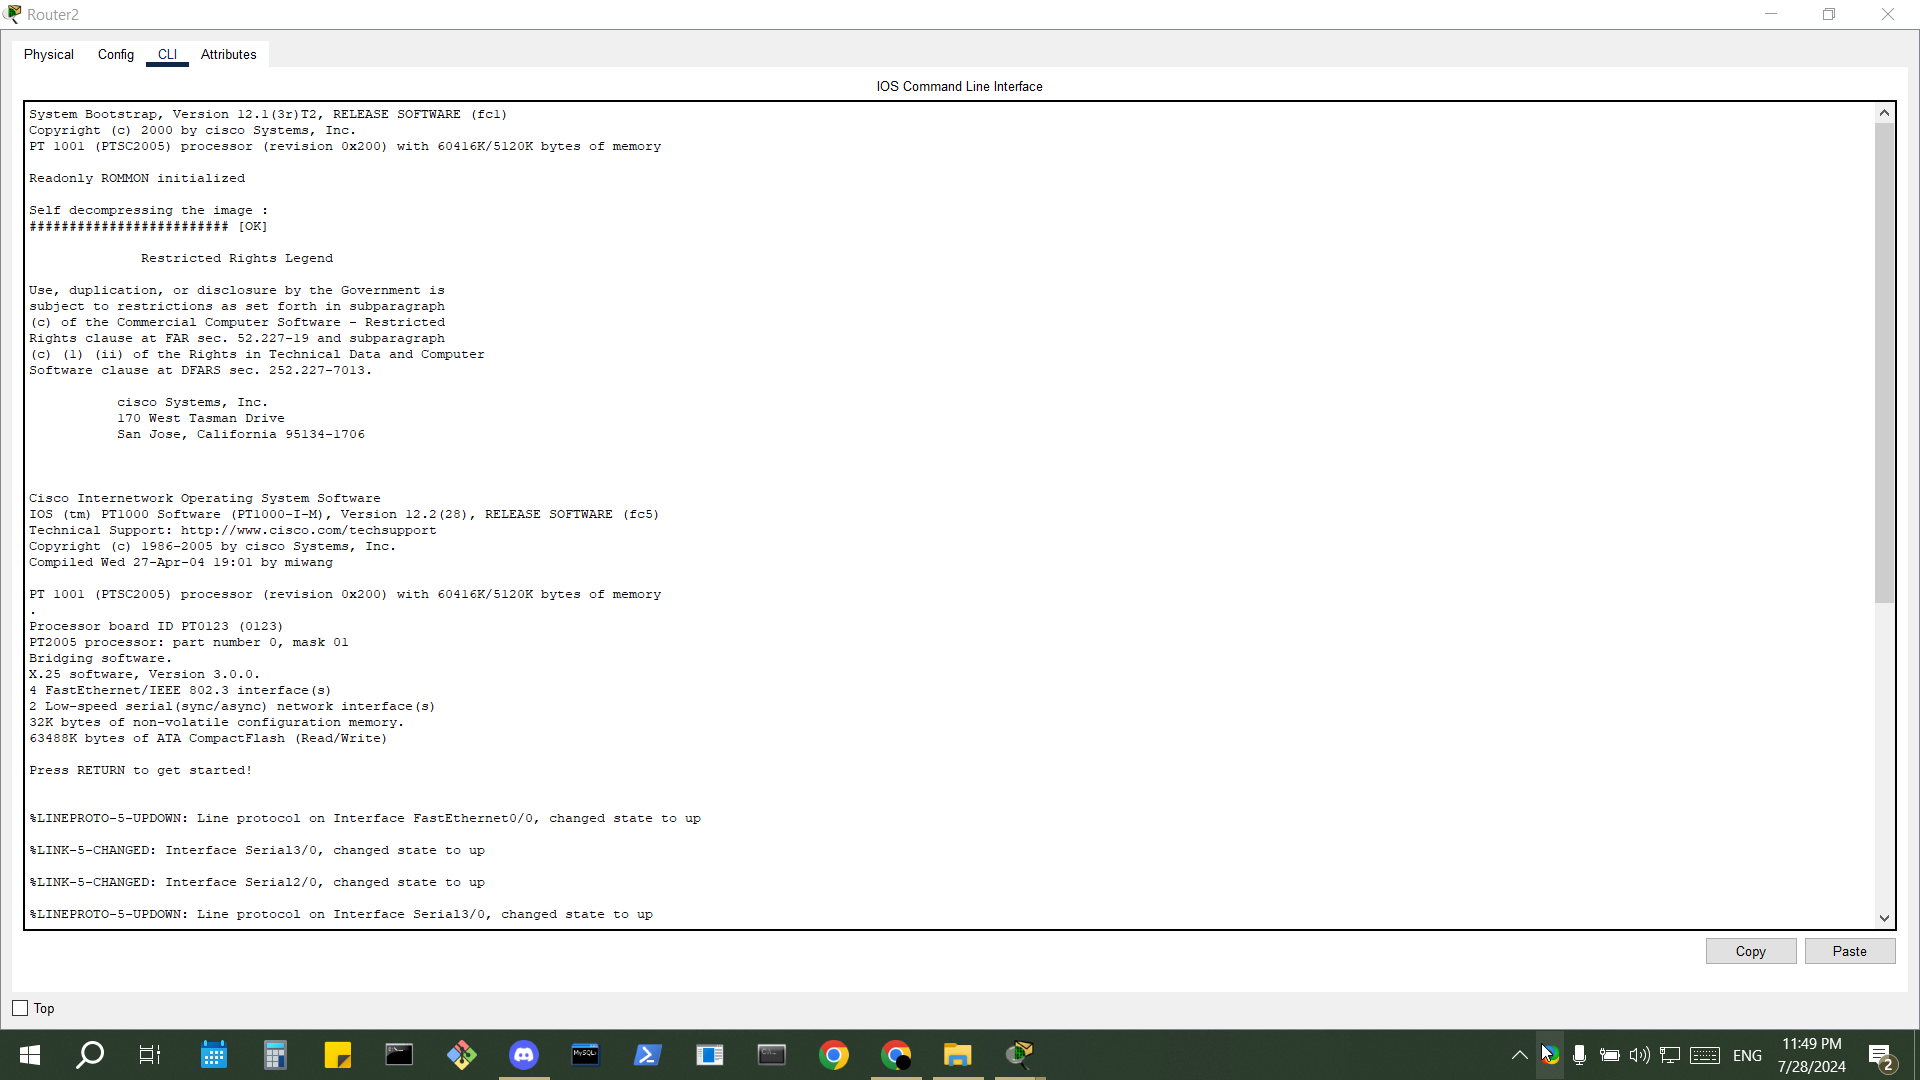 Router2
Physical Config CLI Attributes
IOS Command Line Interface
System Bootstrap, Version 12.1(3r)T2, RELEASE SOFTWARE (fc1)
Copyright (c) 2000 by cisco Systems, Inc.
PT 1001 (PTSC2005) processor (revision 0x200) with 60416K/5120K bytes of memory
Readonly ROMMON initialized
Self decompressing the image :
######################### [OK]
Restricted Rights Legend
Use, duplication, or disclosure by the Government is
subject to restrictions as set forth in subparagraph
(c) of the Commercial Computer Software - Restricted
Rights clause at FAR sec. 52.227-19 and subparagraph
(c) (1) (ii) of the Rights in Technical Data and Computer
Software clause at DFARS sec. 252.227-7013.
cisco Systems, Inc.
170 West Tasman Drive
San Jose, California 95134-1706
Cisco Internetwork Operating System Software
IOS (tm) PT1000 Software (PT1000-I-M), Version 12.2(28), RELEASE SOFTWARE (fc5)
Technical Support: http://www.cisco.com/techsupport
Copyright (c) 1986-2005 by cisco Systems, Inc.
Compiled Wed 27-Apr-04 19:01 by miwang
PT 1001 (PTSC2005) processor (revision 0x200) with 60416K/5120K bytes of memory
.
Processor board ID PT0123 (0123)
PT2005 processor: part number 0, mask 01
Bridging software.
X.25 software, Version 3.0.0.
4 FastEthernet/IEEE 802.3 interface(s)
2 Low-speed serial(sync/async) network interface(s)
32K bytes of non-volatile configuration memory.
63488K bytes of ATA CompactFlash (Read/Write)
Press RETURN to get started!
%LINEPROTO-5-UPDOWN: Line protocol on Interface FastEthernet0/0, changed state to up
%LINK-5-CHANGED: Interface Serial3/0, changed state to up
%LINK-5-CHANGED: Interface Serial2/0, changed state to up
%LINEPROTO-5-UPDOWN: Line protocol on Interface Serial3/0, changed state to up
Copy Paste
Top
MySQL
ENG
11:49 PM
7/28/2024
2